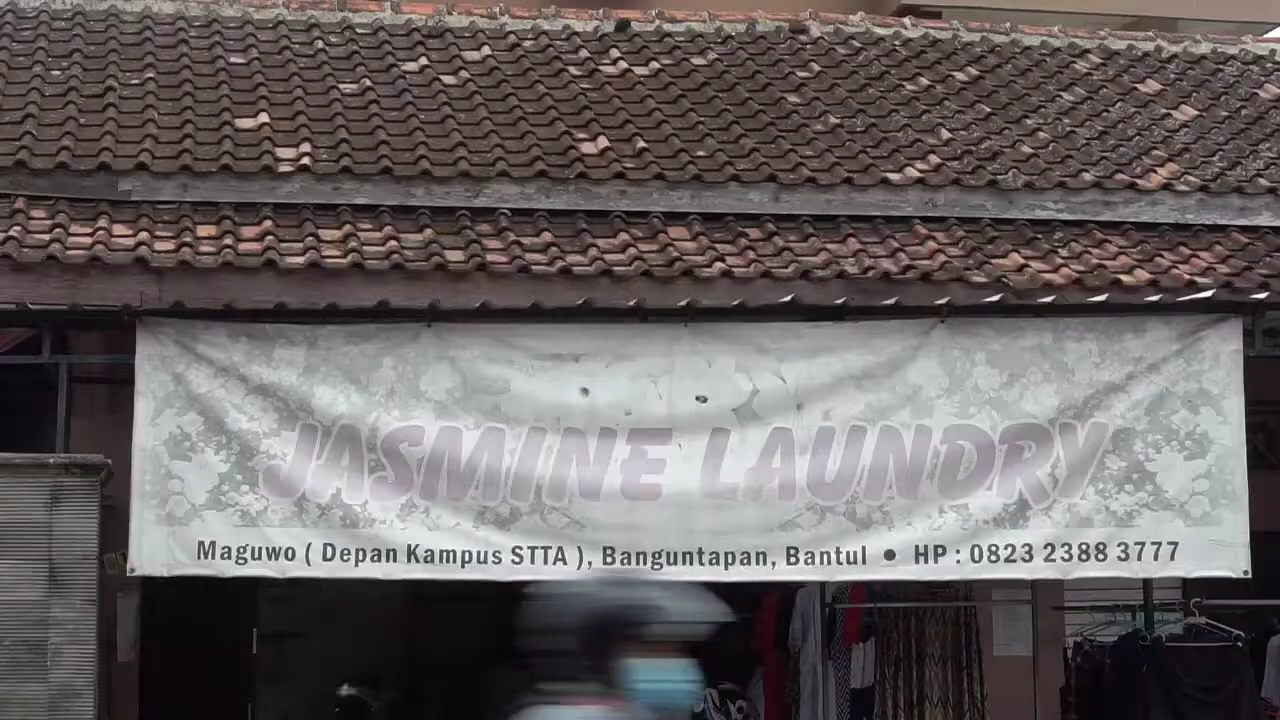 JASMINE LAUNDRY
Maguwo ( Depan Kampus STTA ), Banguntapan, Bantul ● HP : 0823 2388 3777